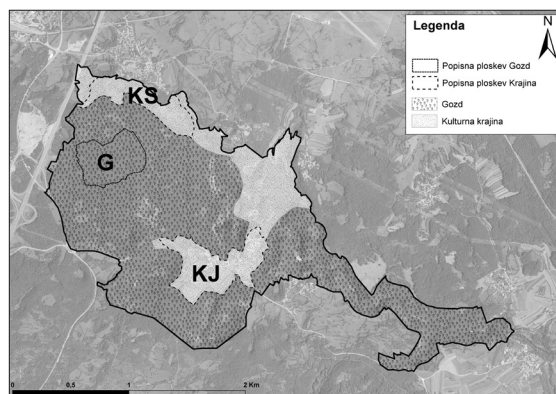 Legenda
N
Popisna ploskev Gozd
Popisna ploskev Krajina
Gozd
Kulturna krajina
KS
G
KJ
0 0,5 1 2 Km